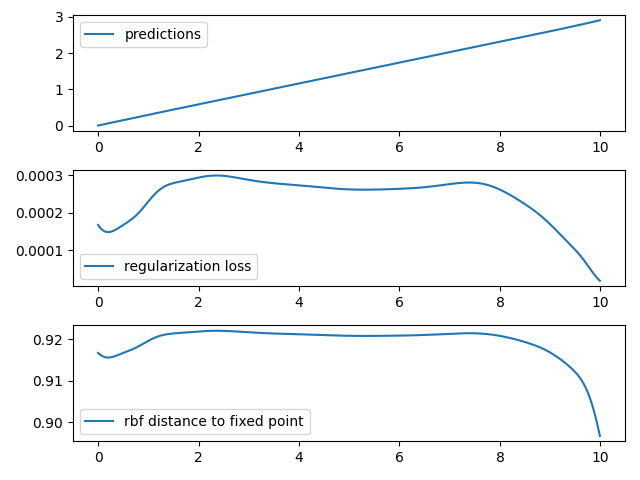 3
2
1
0
predictions
0 2 4 6 8 10
0.0003
0.0002
0.0001
regularization loss
0 2 4 6 8 10
0.92
0.91
0.90
rbf distance to fixed point
0 2 4 6 8 10